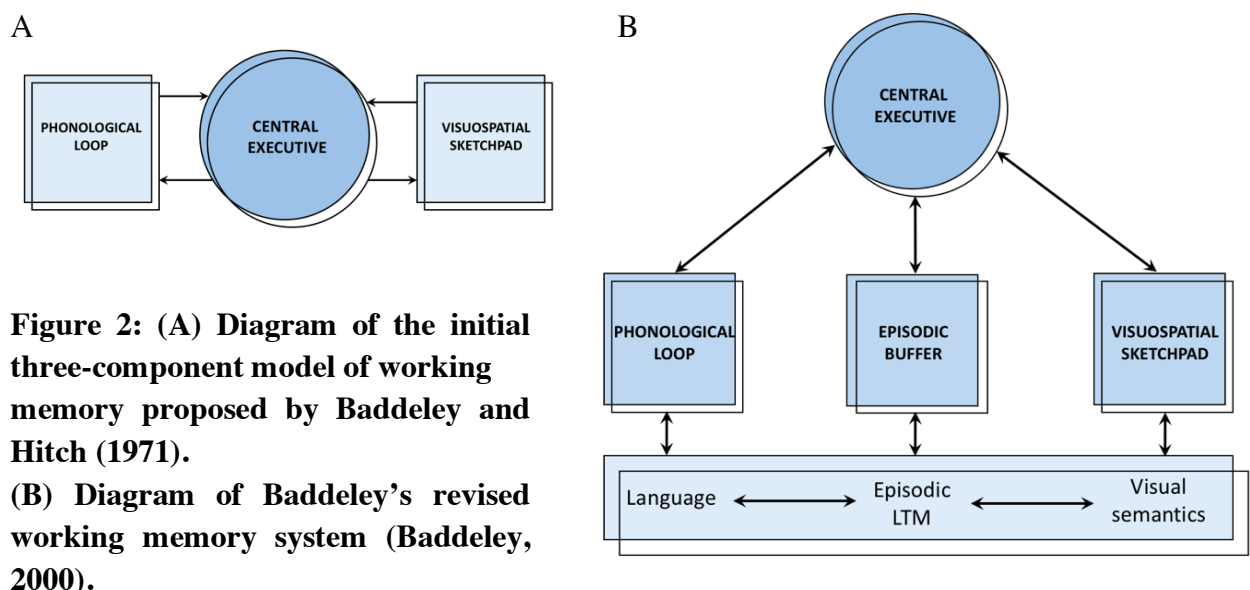 A
PHONOLOGICAL
LOOP
CENTRAL
EXECUTIVE
VISUOSPATIAL
SKETCHPAD
Figure 2: (A) Diagram of the initial
three-component model of working
memory proposed by Baddeley and
Hitch (1971).
(B) Diagram of Baddeley’s revised
working memory system (Baddeley,
2000).
B
CENTRAL
EXECUTIVE
PHONOLOGICAL
LOOP
EPISODIC
BUFFER
VISUOSPATIAL
SKETCHPAD
Language
Episodic
LTM
Visual
semantics